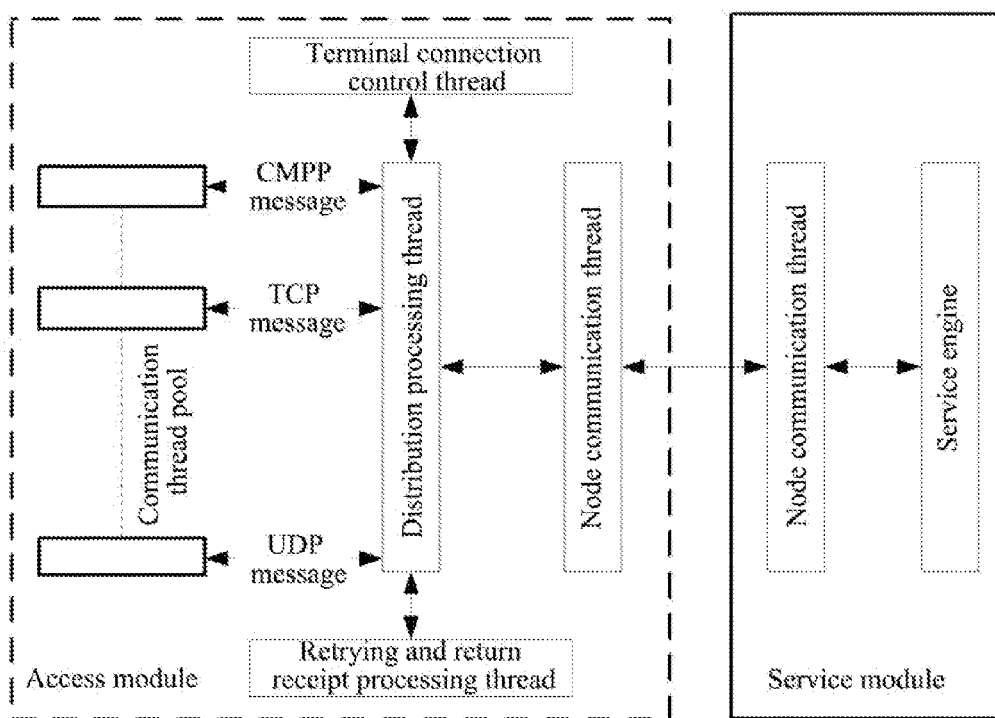 Terminal connection
control thread
CMPP
message
TCP
message
Communication
thread pool
UDP
message
Distribution processing thread
Node communication thread
Retrying and return
receipt processing thread
Access module
Node communication thread
Service engine
Service module